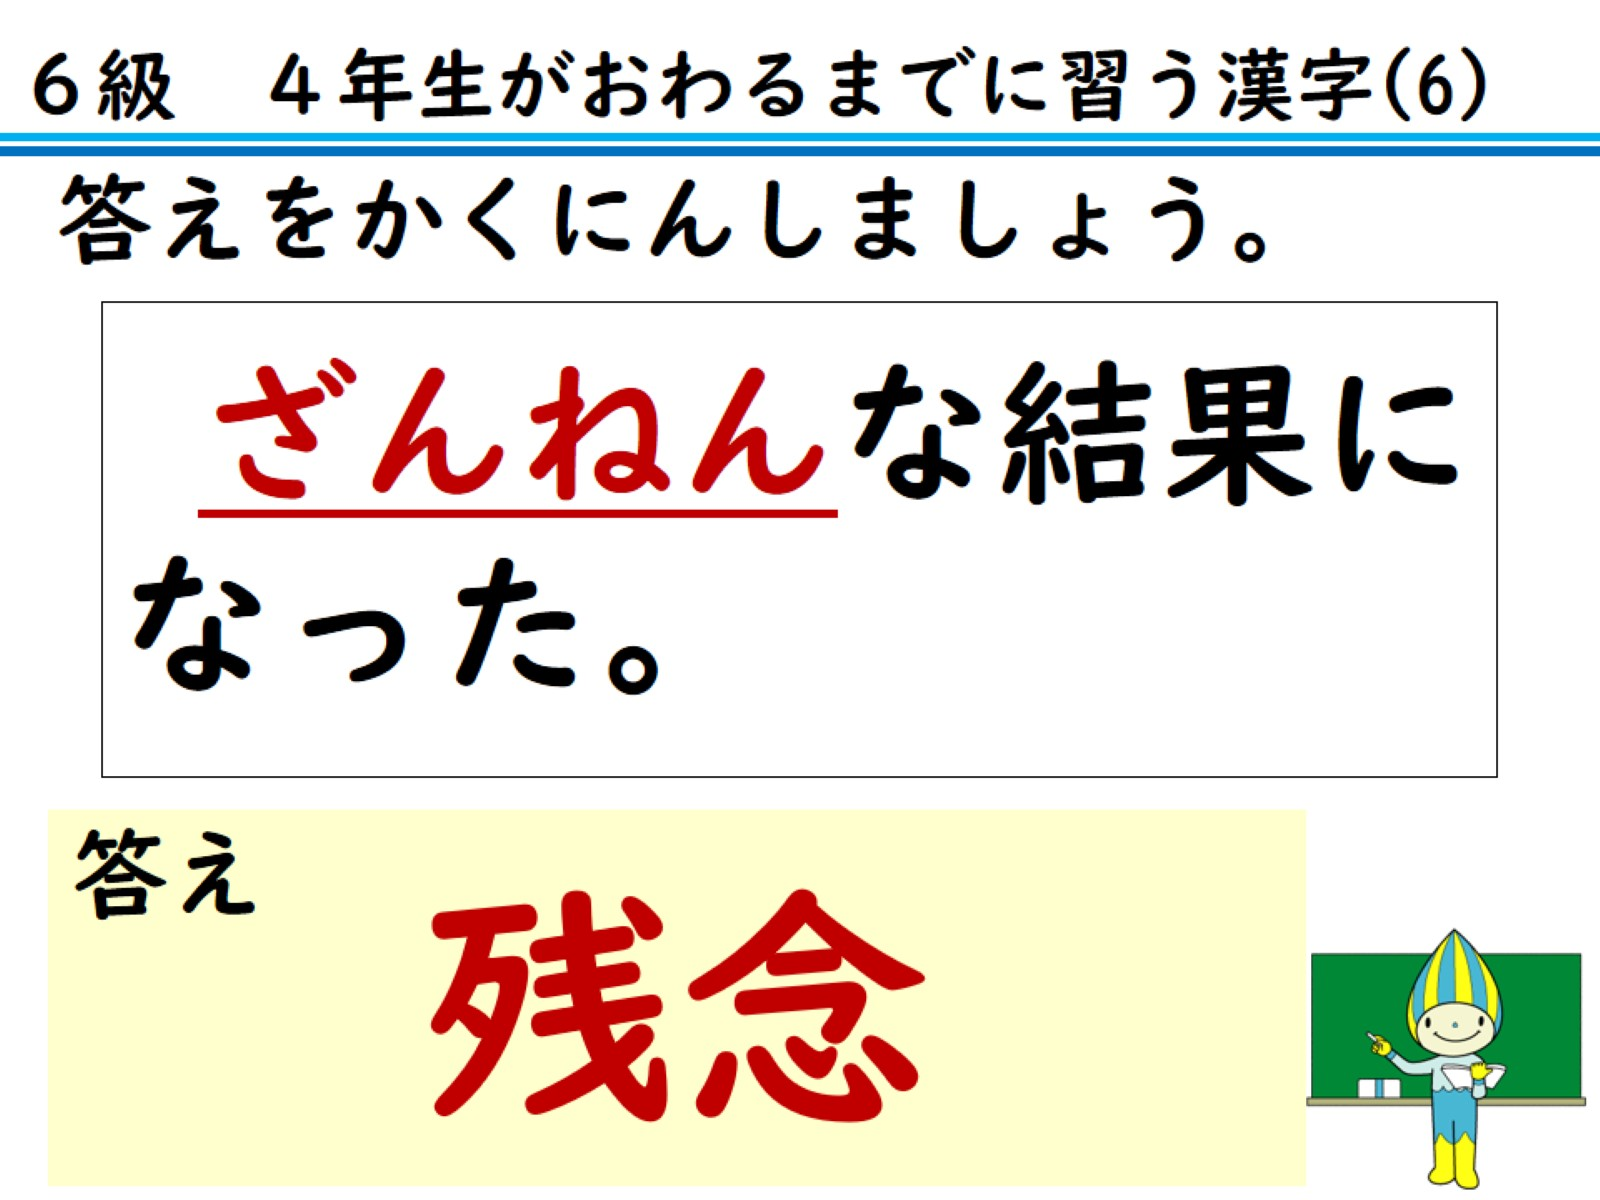 ６級　４年生がおわるまでに習う漢字(6)
答えをかくにんしましょう。
ざんねんな結果に
なった。
答え
残念